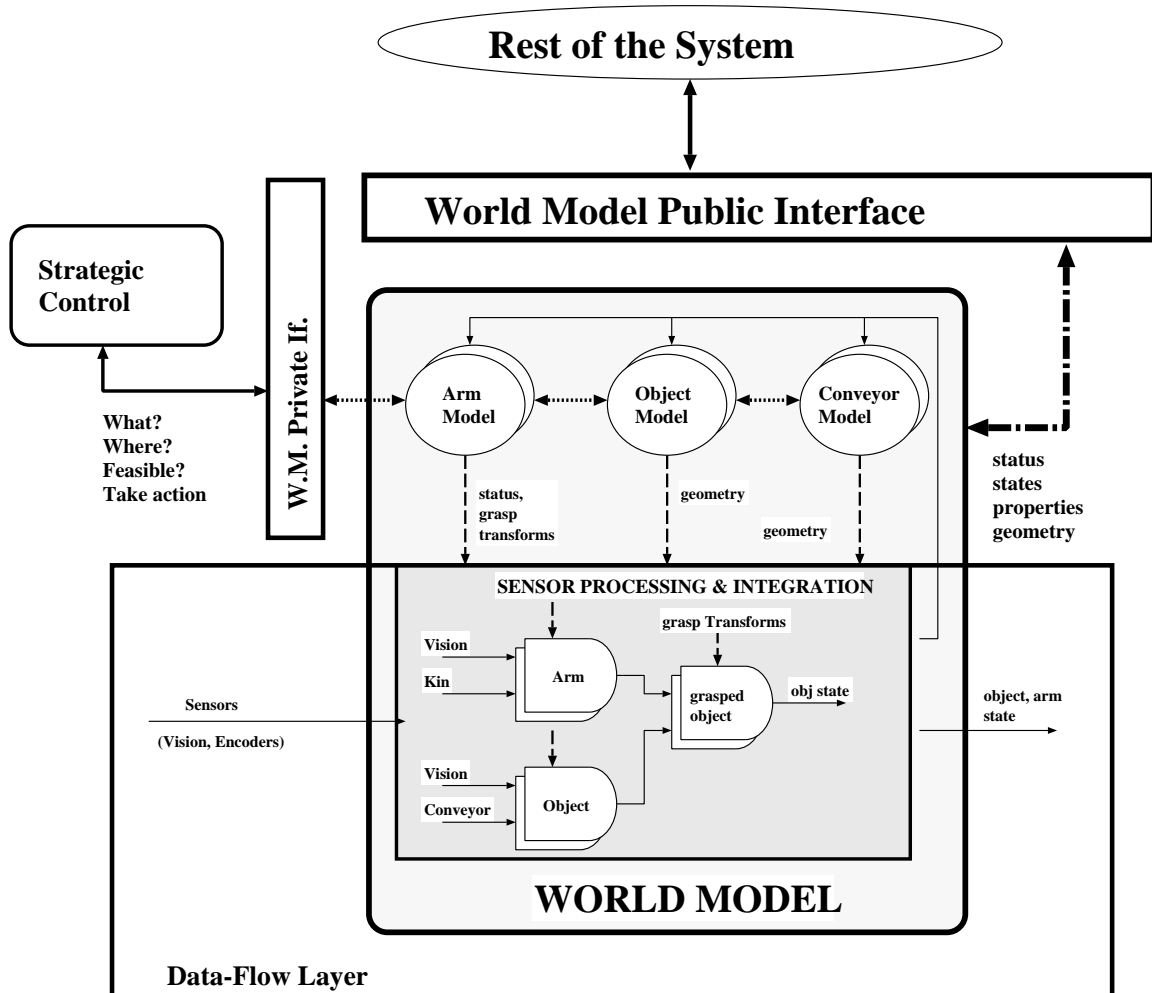 Rest of the System
World Model Public Interface
Strategic
Control
W.M. Private If.
What?
Where?
Feasible?
Take action
Arm
Model
Object
Model
Conveyor
Model
status,
grasp
transforms
geometry
geometry
status
states
properties
geometry
SENSOR PROCESSING & INTEGRATION
grasp Transforms
Vision
Kin
Arm
grasped
object
obj state
Sensors
(Vision, Encoders)
object, arm
state
Vision
Conveyor
Object
WORLD MODEL
Data-Flow Layer